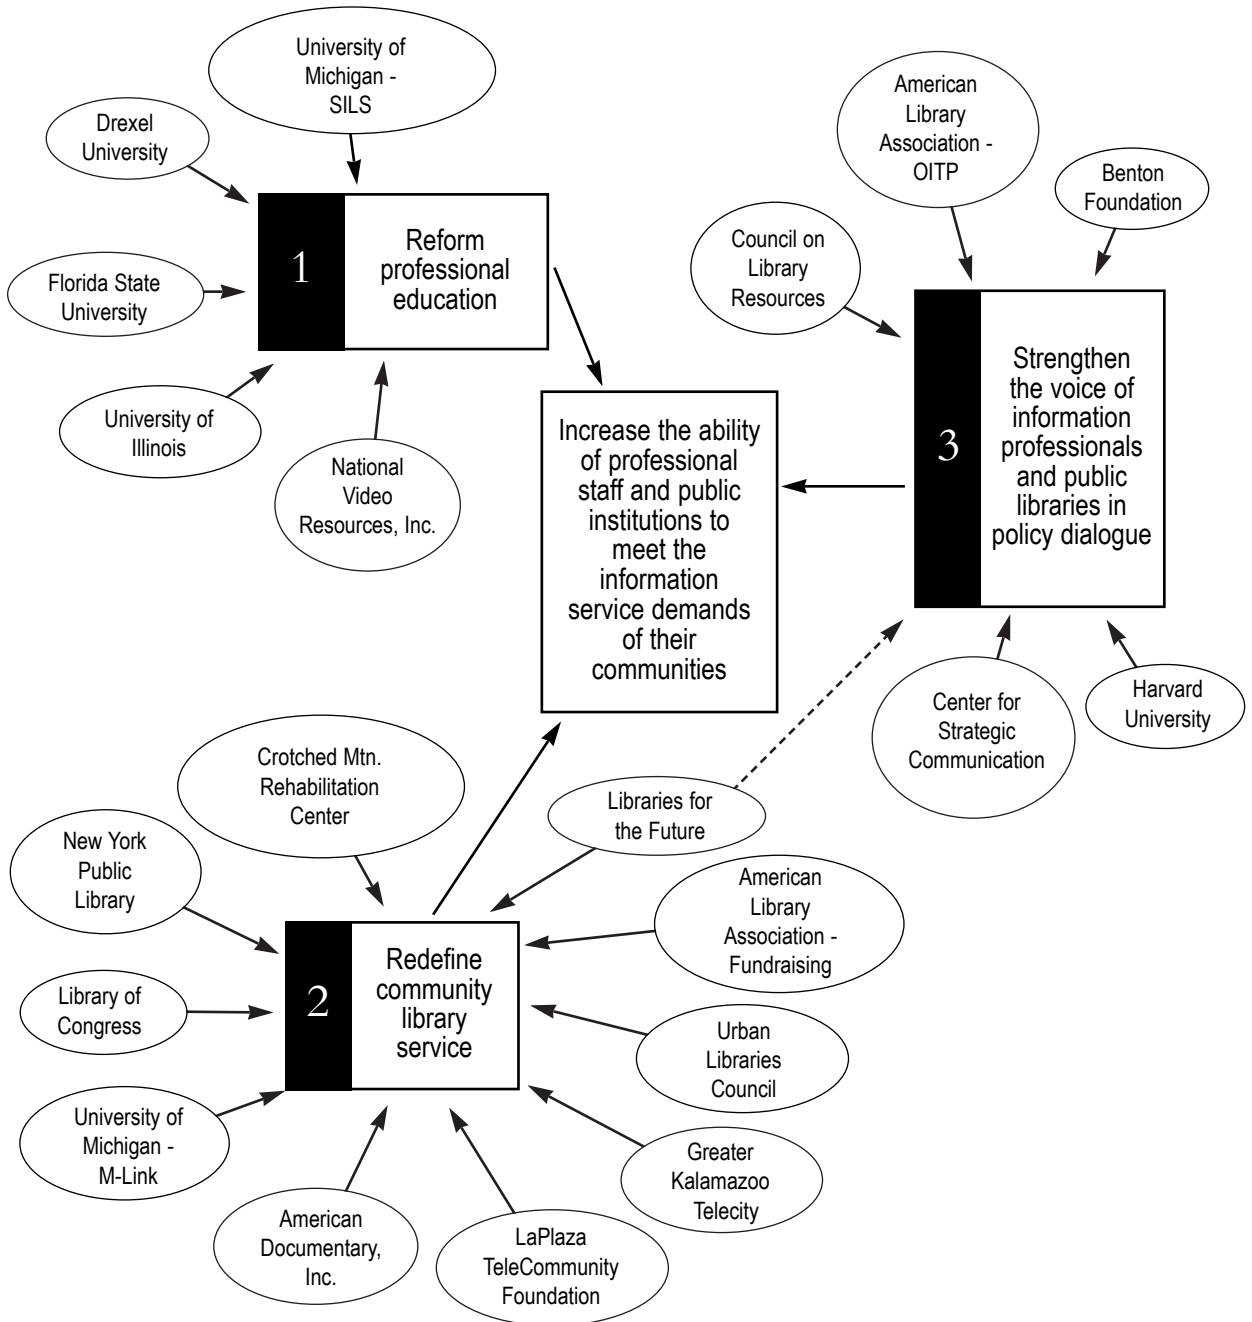 University of
Michigan -
SILS
Drexel
University
1
Reform
professional
education
Florida State
University
University of
Illinois
National
Video
Resources, Inc.
American
Library
Association -
OITP
Benton
Foundation
Council on
Library
Resources
3
Strengthen
the voice of
information
professionals
and public
libraries in
policy dialogue
Increase the ability
of professional
staff and public
institutions to
meet the
information
service demands
of their
communities
Center for
Strategic
Communication
Harvard
University
Crotched Mtn.
Rehabilitation
Center
Libraries for
the Future
New York
Public
Library
American
Library
Association -
Fundraising
2
Redefine
community
library
service
Library of
Congress
Urban
Libraries
Council
University of
Michigan -
M-Link
Greater
Kalamazoo
Telecity
American
Documentary,
Inc.
LaPlaza
TeleCommunity
Foundation